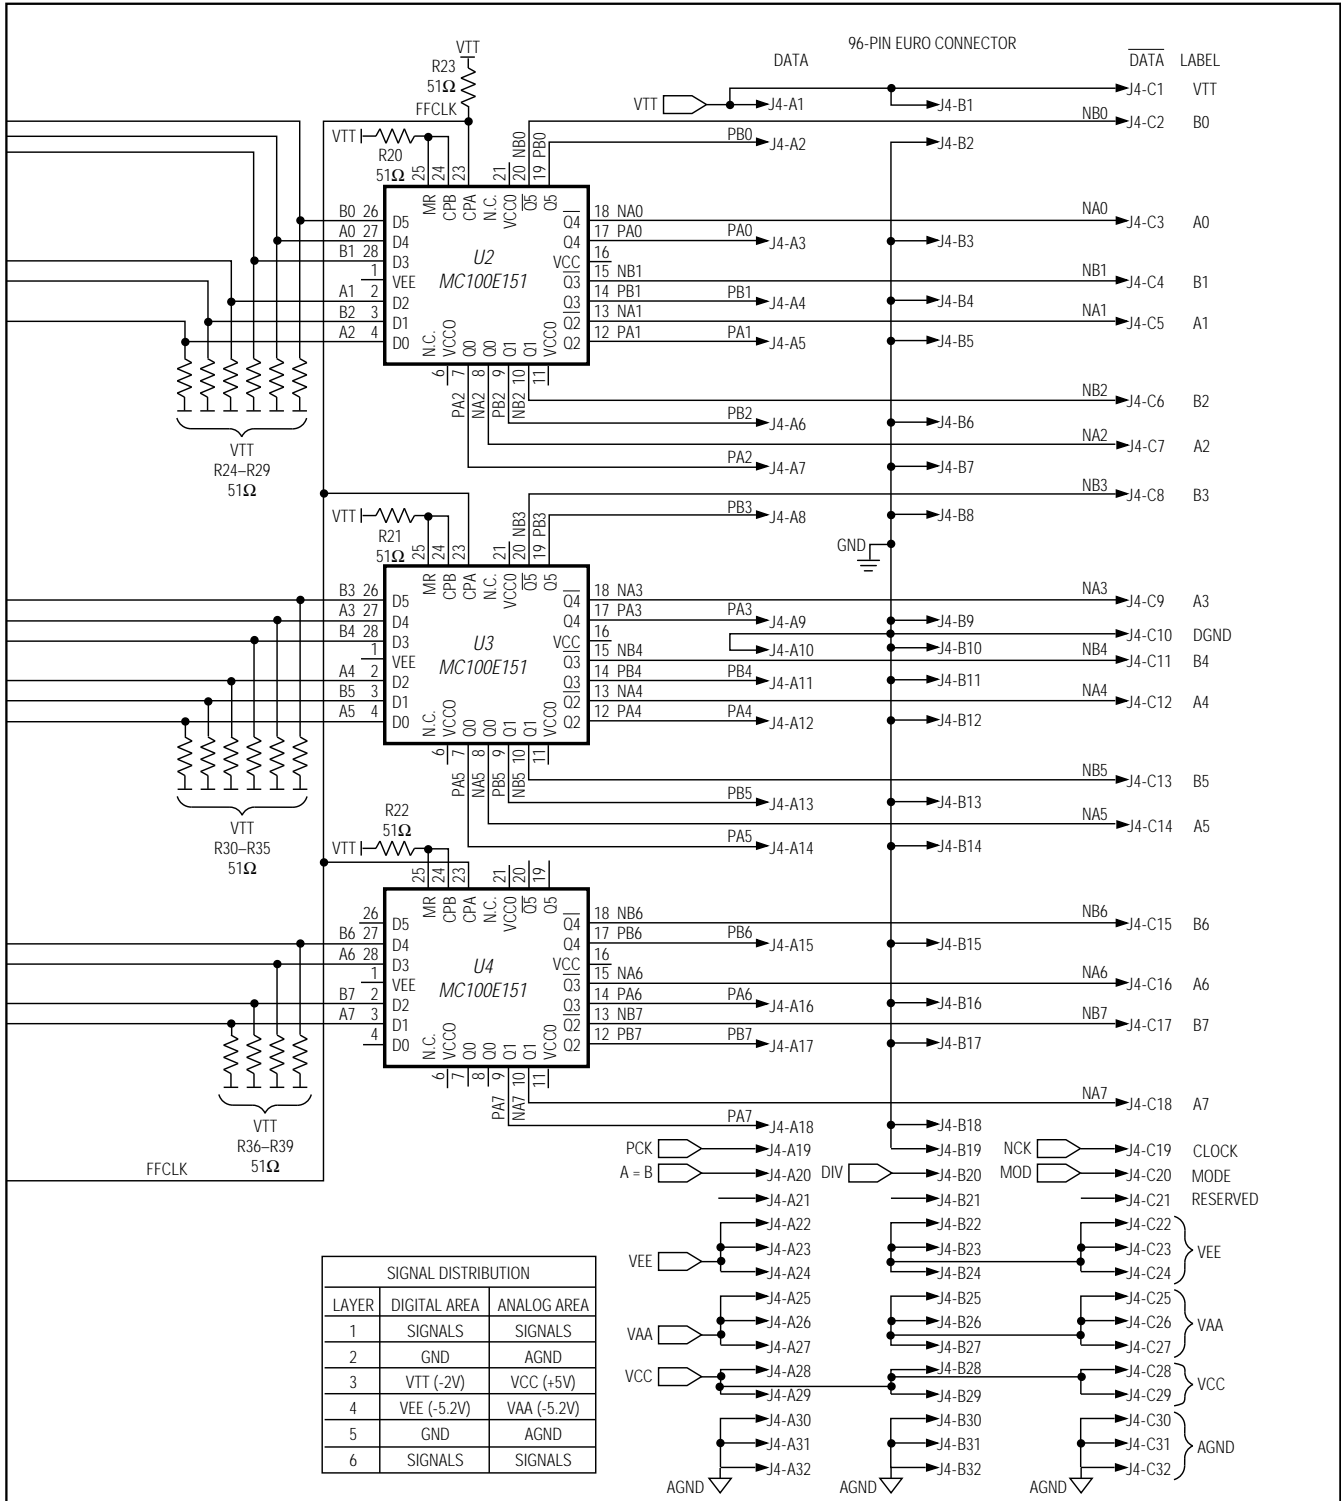 96-PIN EURO CONNECTOR
DATA DATA LABEL
VTT
R23
51Ω
FFCLK
VTT J4-A1 J4-B1 J4-C1 VTT
NB0 J4-C2 B0
PB0 J4-A2 J4-B2
VTT
R20
51Ω
25 24 23 21 20 NB0 19 PB0
MR CPB CPA N.C. VCCO Q5 Q5
B0 26 D5
A0 27 D4
B1 28 D3
1 VEE
A1 2 D2
B2 3 D1
A2 4 D0
U2
MC100E151
Q4 18 NA0 NA0 J4-C3 A0
Q4 17 PA0 PA0 J4-A3 J4-B3
VCC 16
Q3 15 NB1 NB1 J4-C4 B1
Q3 14 PB1 PB1 J4-A4 J4-B4
Q2 13 NA1 NA1 J4-C5 A1
Q2 12 PA1 PA1 J4-A5 J4-B5
N.C. VCCO Q0 Q0 Q1 Q1 VCCO
6 7 8 9 10 11
PA2 NA2 PB2 NB2
NB2 J4-C6 B2
PB2 J4-A6 J4-B6
NA2 J4-C7 A2
PA2 J4-A7 J4-B7
VTT
R24–R29
51Ω
NB3 J4-C8 B3
PB3 J4-A8 J4-B8
GND
VTT
R21
51Ω
25 24 23 21 20 NB3 19 PB3
MR CPB CPA N.C. VCCO Q5 Q5
B3 26 D5
A3 27 D4
B4 28 D3
1 VEE
A4 2 D2
B5 3 D1
A5 4 D0
U3
MC100E151
Q4 18 NA3 NA3 J4-C9 A3
Q4 17 PA3 PA3 J4-A9 J4-B9
J4-C10 DGND
VCC 16 J4-A10 J4-B10
Q3 15 NB4 NB4 J4-C11 B4
Q3 14 PB4 PB4 J4-A11 J4-B11
Q2 13 NA4 NA4 J4-C12 A4
Q2 12 PA4 PA4 J4-A12 J4-B12
N.C. VCCO Q0 Q0 Q1 Q1 VCCO
6 7 8 9 10 11
PA5 NA5 PB5 NB5
NB5 J4-C13 B5
PB5 J4-A13 J4-B13
NA5 J4-C14 A5
PA5 J4-A14 J4-B14
VTT
R30–R35
51Ω
R22
51Ω
VTT
25 24 23 21 20 19
MR CPB CPA N.C. VCCO Q5 Q5
26 D5
B6 27 D4
A6 28 D3
1 VEE
B7 2 D2
A7 3 D1
4 D0
U4
MC100E151
Q4 18 NB6 NB6 J4-C15 B6
Q4 17 PB6 PB6 J4-A15 J4-B15
VCC 16
Q3 15 NA6 NA6 J4-C16 A6
Q3 14 PA6 PA6 J4-A16 J4-B16
Q2 13 NB7 NB7 J4-C17 B7
Q2 12 PB7 PB7 J4-A17 J4-B17
N.C. VCCO Q0 Q0 Q1 Q1 VCCO
6 7 8 9 10 11
PA7 NA7
NA7 J4-C18 A7
PA7 J4-A18 J4-B18
VTT
R36–R39
51Ω
FFCLK
PCK J4-A19 J4-B19 NCK J4-C19 CLOCK
A = B J4-A20 DIV J4-B20 MOD J4-C20 MODE
J4-A21 J4-B21 J4-C21 RESERVED
J4-A22 J4-B22 J4-C22
VEE J4-A23 J4-B23 J4-C23 VEE
J4-A24 J4-B24 J4-C24
J4-A25 J4-B25 J4-C25
VAA J4-A26 J4-B26 J4-C26 VAA
J4-A27 J4-B27 J4-C27
VCC J4-A28 J4-B28 J4-C28 VCC
J4-A29 J4-B29 J4-C29
J4-A30 J4-B30 J4-C30
J4-A31 J4-B31 J4-C31 AGND
J4-A32 J4-B32 J4-C32
AGND AGND AGND
SIGNAL DISTRIBUTION
LAYER DIGITAL AREA ANALOG AREA
1 SIGNALS SIGNALS
2 GND AGND
3 VTT (-2V) VCC (+5V)
4 VEE (-5.2V) VAA (-5.2V)
5 GND AGND
6 SIGNALS SIGNALS